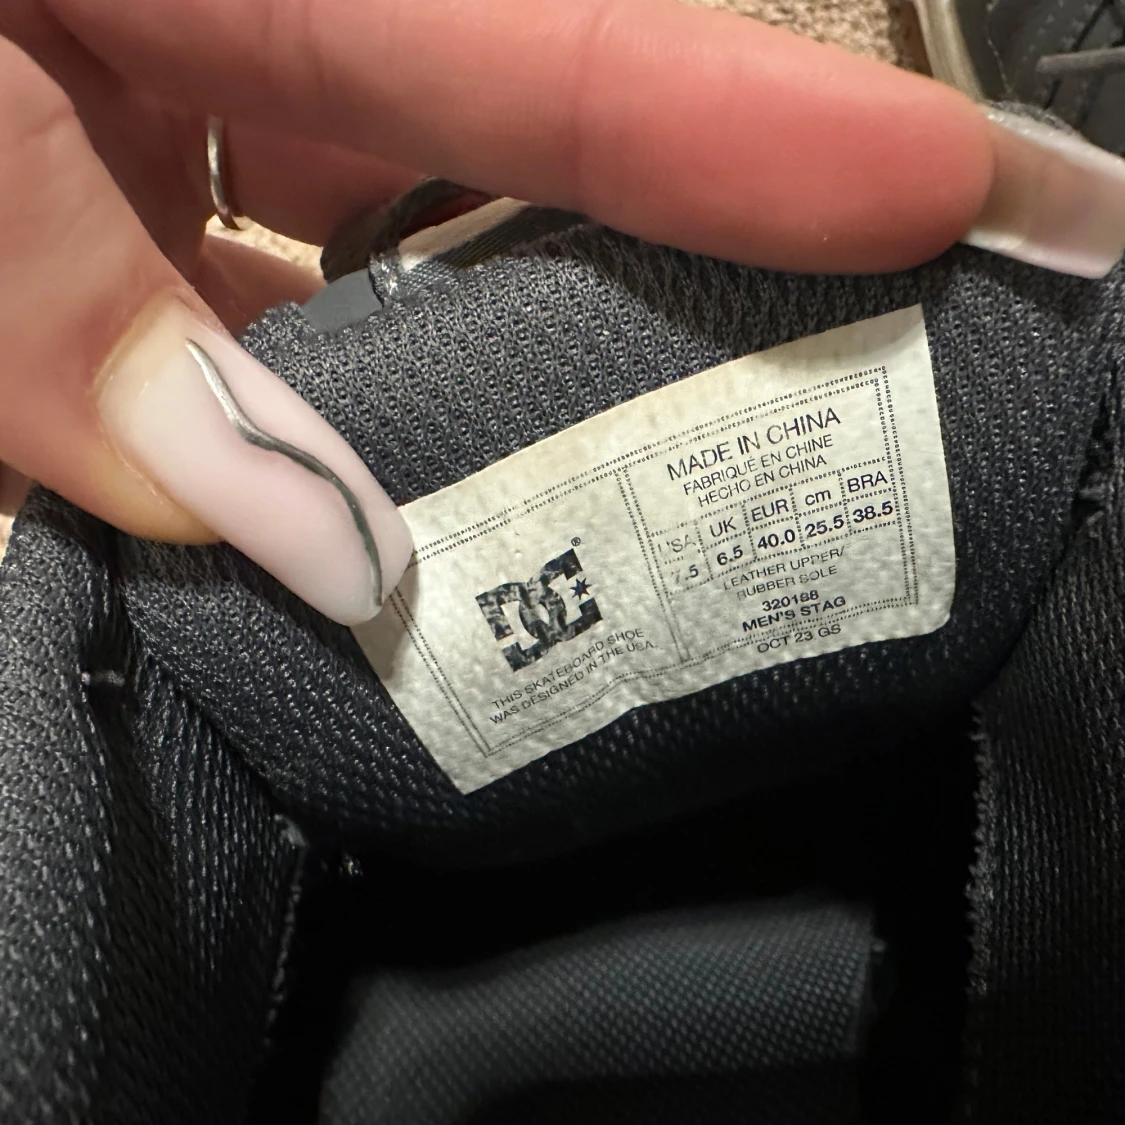 DC®
THIS SKATEBOARD SHOE
WAS DESIGNED IN THE USA.
MADE IN CHINA
FABRIQUÉ EN CHINE
HECHO EN CHINA
USA UK EUR cm BRA
7.5 6.5 40.0 25.5 38.5
LEATHER UPPER/
RUBBER SOLE
320188
MEN'S STAG
OCT 23 GS